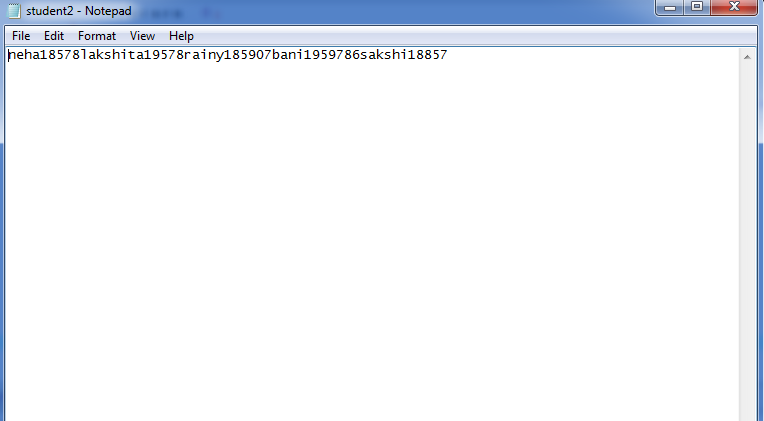 student2 - Notepad
File Edit Format View Help
neha18578lakshita19578rainy185907bani1959786sakshi18857